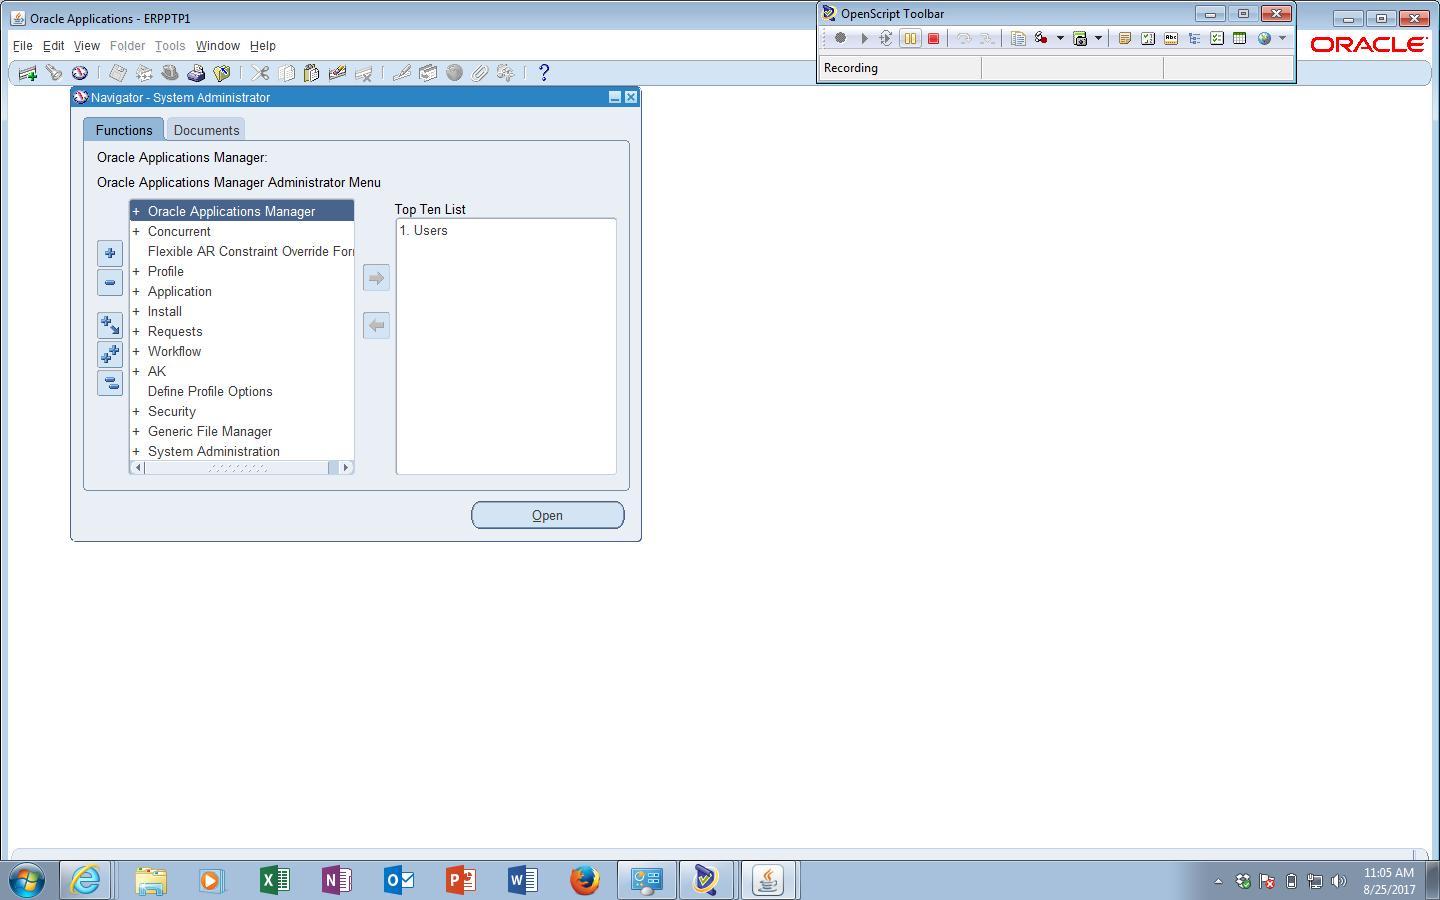 Oracle Applications - ERPPTP1
OpenScript Toolbar
File Edit View Folder Tools Window Help
ORACLE
Recording
Navigator - System Administrator
Functions Documents
Oracle Applications Manager:
Oracle Applications Manager Administrator Menu
Top Ten List
+ Oracle Applications Manager
1. Users
+ Concurrent
Flexible AR Constraint Override For
+ Profile
+ Application
+ Install
+ Requests
+ Workflow
+ AK
Define Profile Options
+ Security
+ Generic File Manager
+ System Administration
Open
11:05 AM
8/25/2017